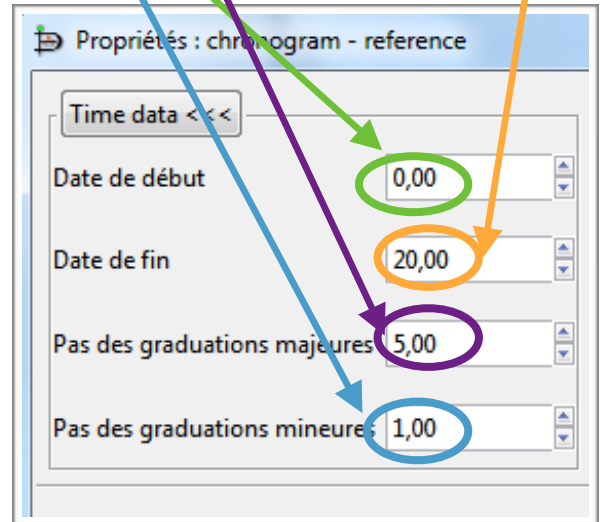 Propriétés : chronogram - reference
Time data <<<
Date de début 0,00
Date de fin 20,00
Pas des graduations majeures 5,00
Pas des graduations mineures 1,00